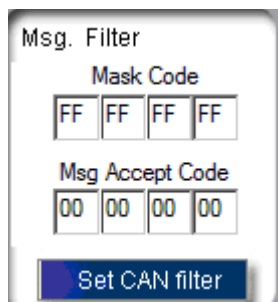 Msg. Filter
Mask Code
FF FF FF FF
Msg Accept Code
00 00 00 00
Set CAN filter